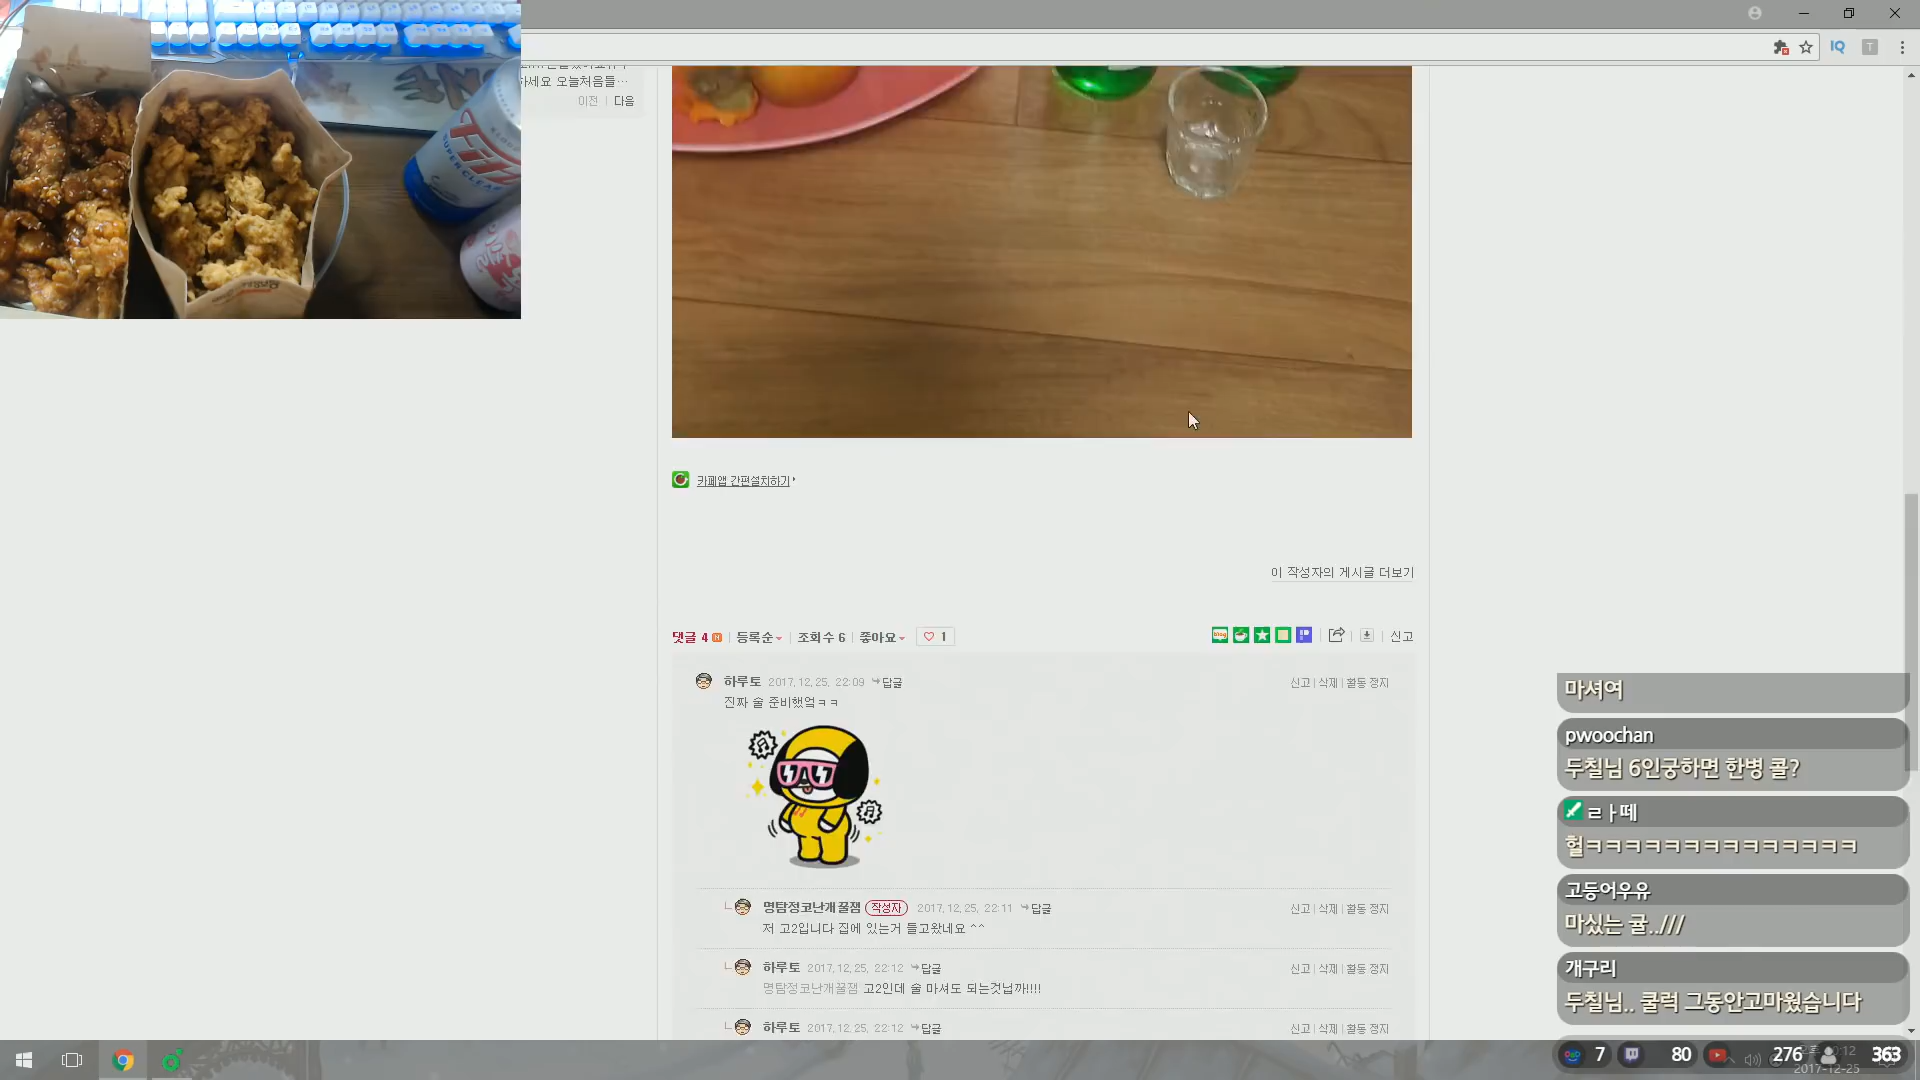 하세요 오늘처음들…
이전 | 다음
SUPER CLEAR
카페앱 간편설치하기
이 작성자의 게시글 더보기
댓글 4 | 등록순 | 조회수 6 | 좋아요 1
blog
신고
하루토 2017.12.25. 22:09 답글
신고 | 삭제 | 활동 정지
진짜 술 준비했엌ㅋㅋ
명탐정코난개꿀잼 작성자 2017.12.25. 22:11 답글
신고 | 삭제 | 활동 정지
저 고2입니다 집에 있는거 들고왔네요 ^^
하루토 2017.12.25. 22:12 답글
신고 | 삭제 | 활동 정지
명탐정코난개꿀잼 고2인데 술 마셔도 되는것닙까!!!!
하루토 2017.12.25. 22:12 답글
신고 | 삭제 | 활동 정지
IQ
T
마셔여
pwoochan
두칠님 6인궁하면 한병 콜?
ㄹㅏ떼
헐ㅋㅋㅋㅋㅋㅋㅋㅋㅋㅋㅋㅋㅋㅋ
고등어우유
마싰는 귤..///
개구리
두칠님.. 쿨럭 그동안고마웠습니다
7 80 276 363
2017-12-25